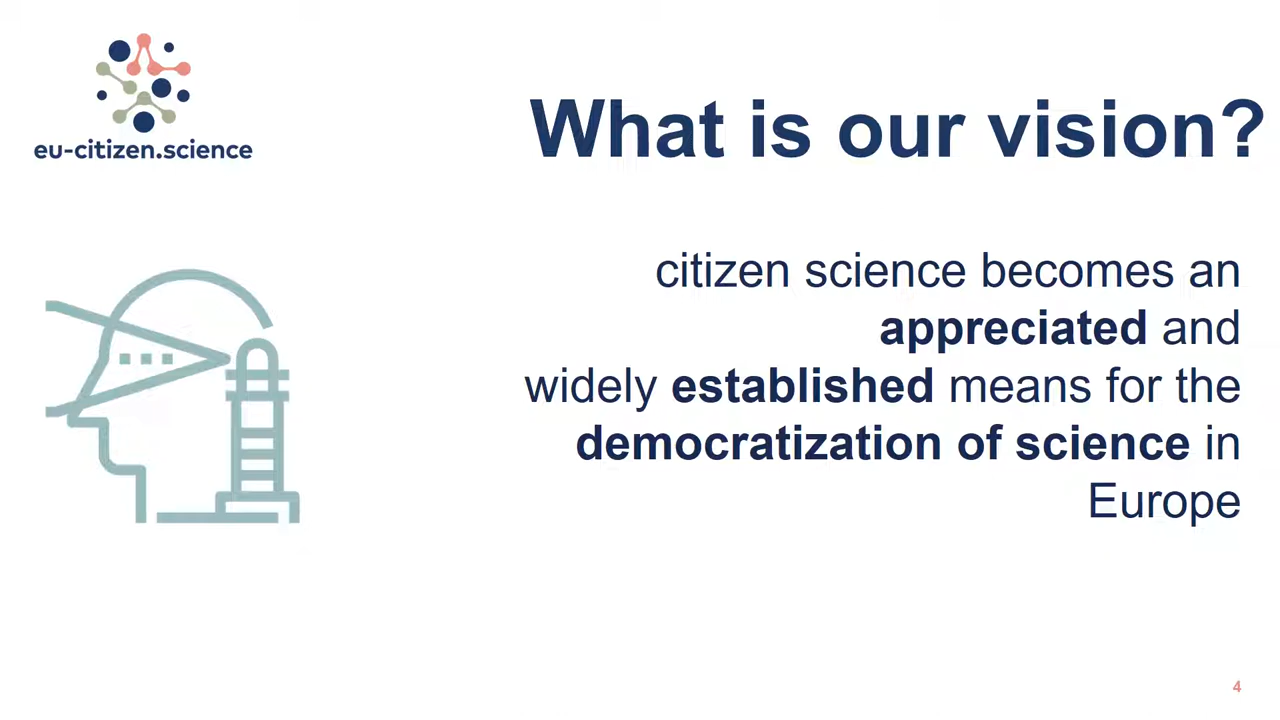 eu-citizen.science
What is our vision?
citizen science becomes an
appreciated and
widely established means for the
democratization of science in
Europe
4